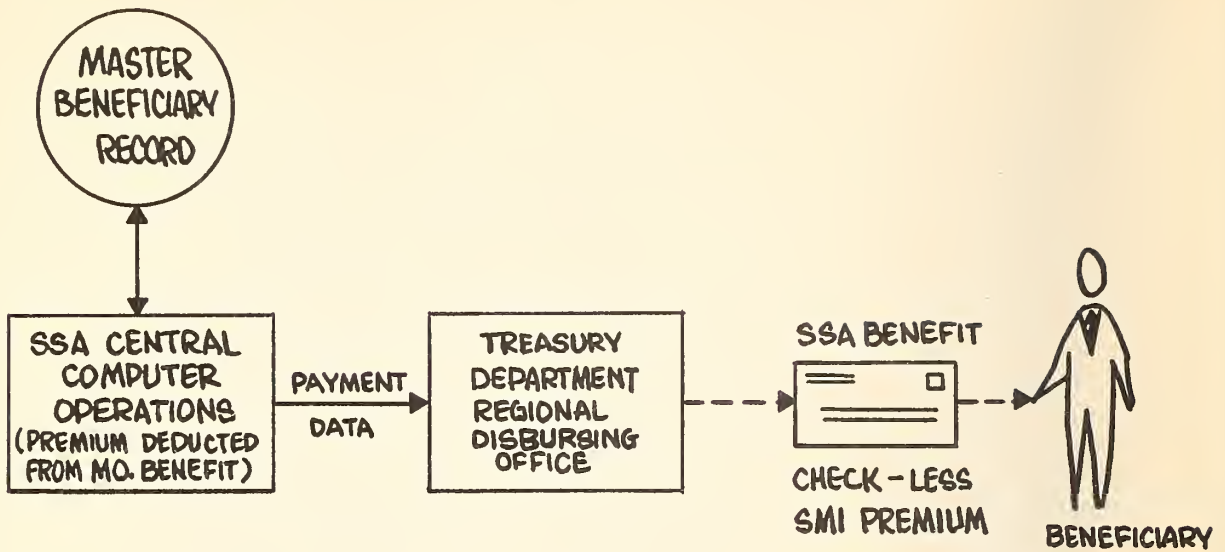 MASTER
BENEFICIARY
RECORD
SSA CENTRAL
COMPUTER
OPERATIONS
(PREMIUM DEDUCTED
FROM MO. BENEFIT)
PAYMENT
DATA
TREASURY
DEPARTMENT
REGIONAL
DISBURSING
OFFICE
SSA BENEFIT
CHECK-LESS
SMI PREMIUM
BENEFICIARY